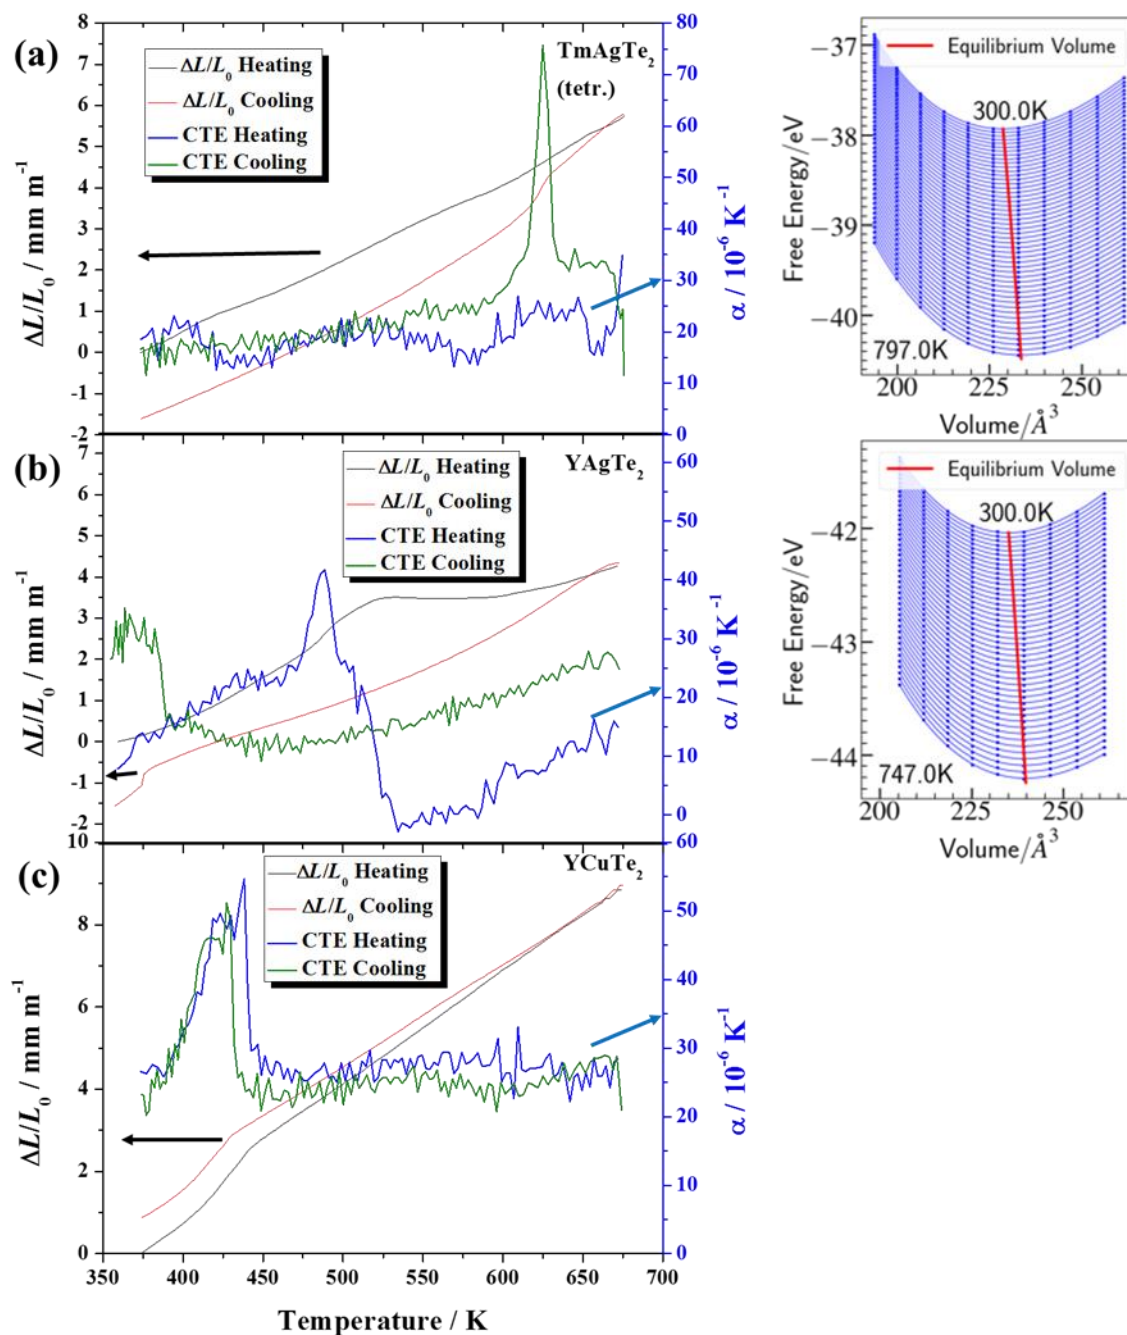 (a)
8
7
6
5
4
3
2
1
0
-1
-2
ΔL/L0 / mm m-1
ΔL/L0 Heating
ΔL/L0 Cooling
CTE Heating
CTE Cooling
TmAgTe2
(tetr.)
80
70
60
50
40
30
20
10
0
α / 10-6 K-1
−37
−38
−39
−40
Free Energy/eV
Equilibrium Volume
300.0K
797.0K
200 225 250
Volume/Å3
(b)
7
6
5
4
3
2
1
0
-1
-2
ΔL/L0 / mm m-1
ΔL/L0 Heating
ΔL/L0 Cooling
CTE Heating
CTE Cooling
YAgTe2
60
50
40
30
20
10
0
α / 10-6 K-1
−42
−43
−44
Free Energy/eV
Equilibrium Volume
300.0K
747.0K
200 225 250
Volume/Å3
(c)
10
8
6
4
2
0
ΔL/L0 / mm m-1
ΔL/L0 Heating
ΔL/L0 Cooling
CTE Heating
CTE Cooling
YCuTe2
60
50
40
30
20
10
0
α / 10-6 K-1
350 400 450 500 550 600 650 700
Temperature / K